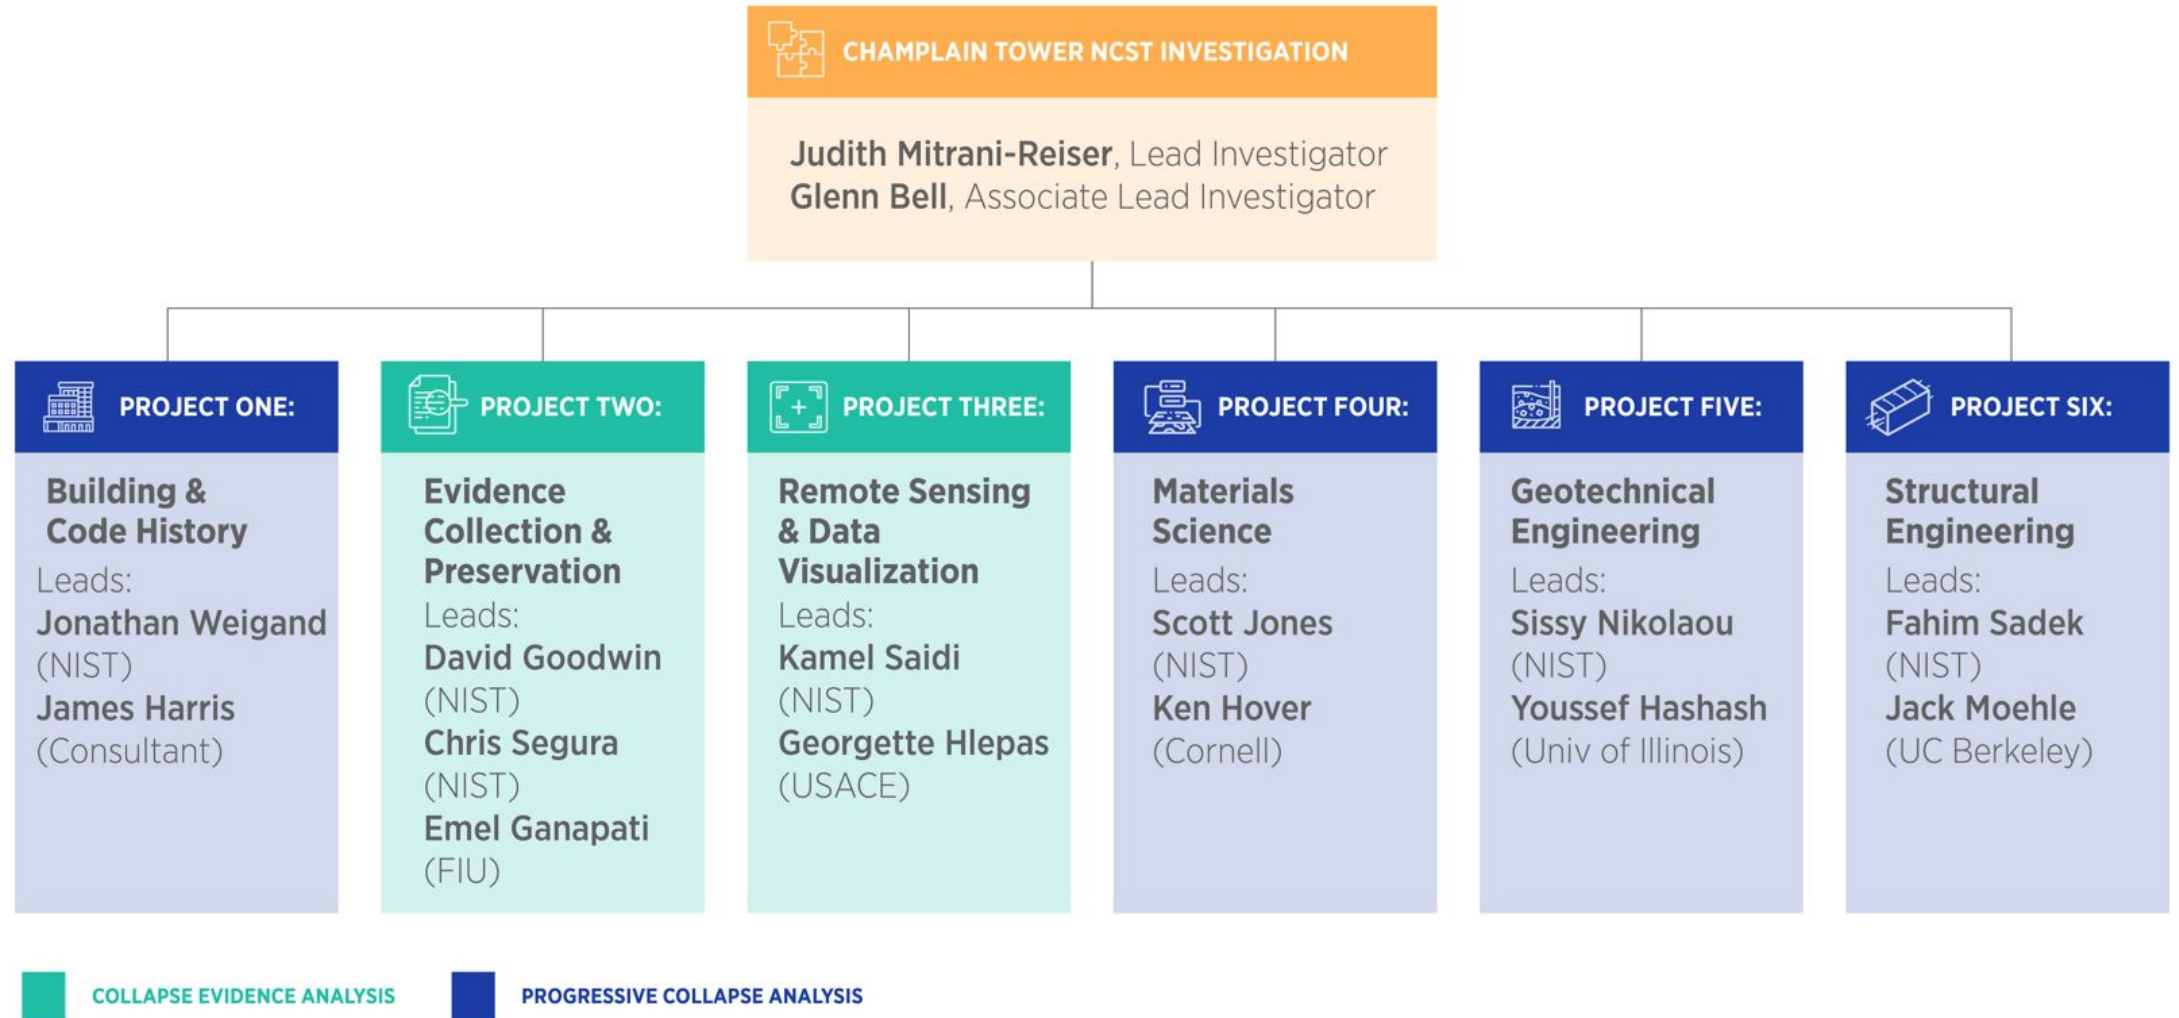 CHAMPLAIN TOWER NCST INVESTIGATION
Judith Mitrani-Reiser, Lead Investigator
Glenn Bell, Associate Lead Investigator
PROJECT ONE:
Building &
Code History
Leads:
Jonathan Weigand
(NIST)
James Harris
(Consultant)
PROJECT TWO:
Evidence
Collection &
Preservation
Leads:
David Goodwin
(NIST)
Chris Segura
(NIST)
Emel Ganapati
(FIU)
PROJECT THREE:
Remote Sensing
& Data
Visualization
Leads:
Kamel Saidi
(NIST)
Georgette Hlepas
(USACE)
PROJECT FOUR:
Materials
Science
Leads:
Scott Jones
(NIST)
Ken Hover
(Cornell)
PROJECT FIVE:
Geotechnical
Engineering
Leads:
Sissy Nikolaou
(NIST)
Youssef Hashash
(Univ of Illinois)
PROJECT SIX:
Structural
Engineering
Leads:
Fahim Sadek
(NIST)
Jack Moehle
(UC Berkeley)
COLLAPSE EVIDENCE ANALYSIS
PROGRESSIVE COLLAPSE ANALYSIS